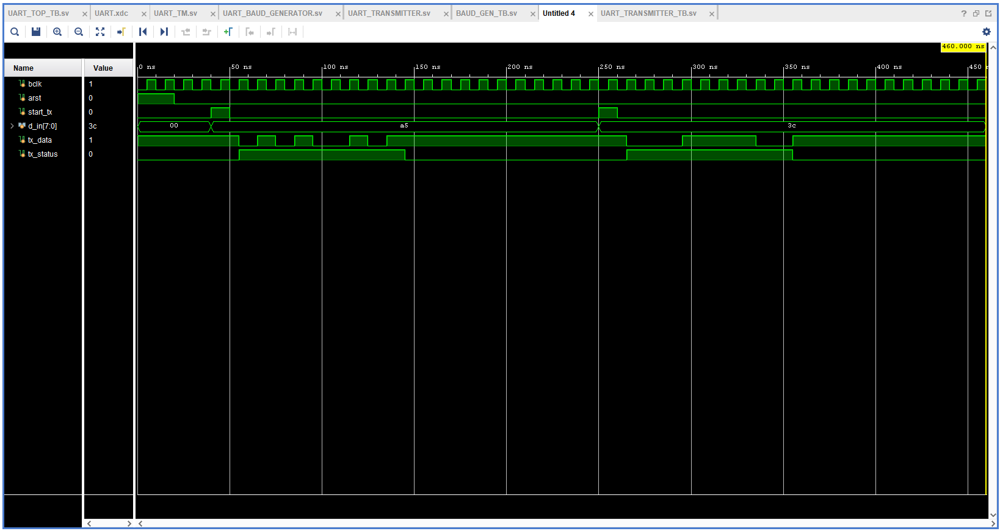 UART_TOP_TB.sv UART.xdc UART_TM.sv UART_BAUD_GENERATOR.sv UART_TRANSMITTER.sv BAUD_GEN_TB.sv Untitled 4 UART_TRANSMITTER_TB.sv
460.000 ns
Name Value 0 ns 50 ns 100 ns 150 ns 200 ns 250 ns 300 ns 350 ns 400 ns 450
bclk 1
arst 0
start_tx 0
d_in[7:0] 3c 00 a5 3c
tx_data 1
tx_status 0